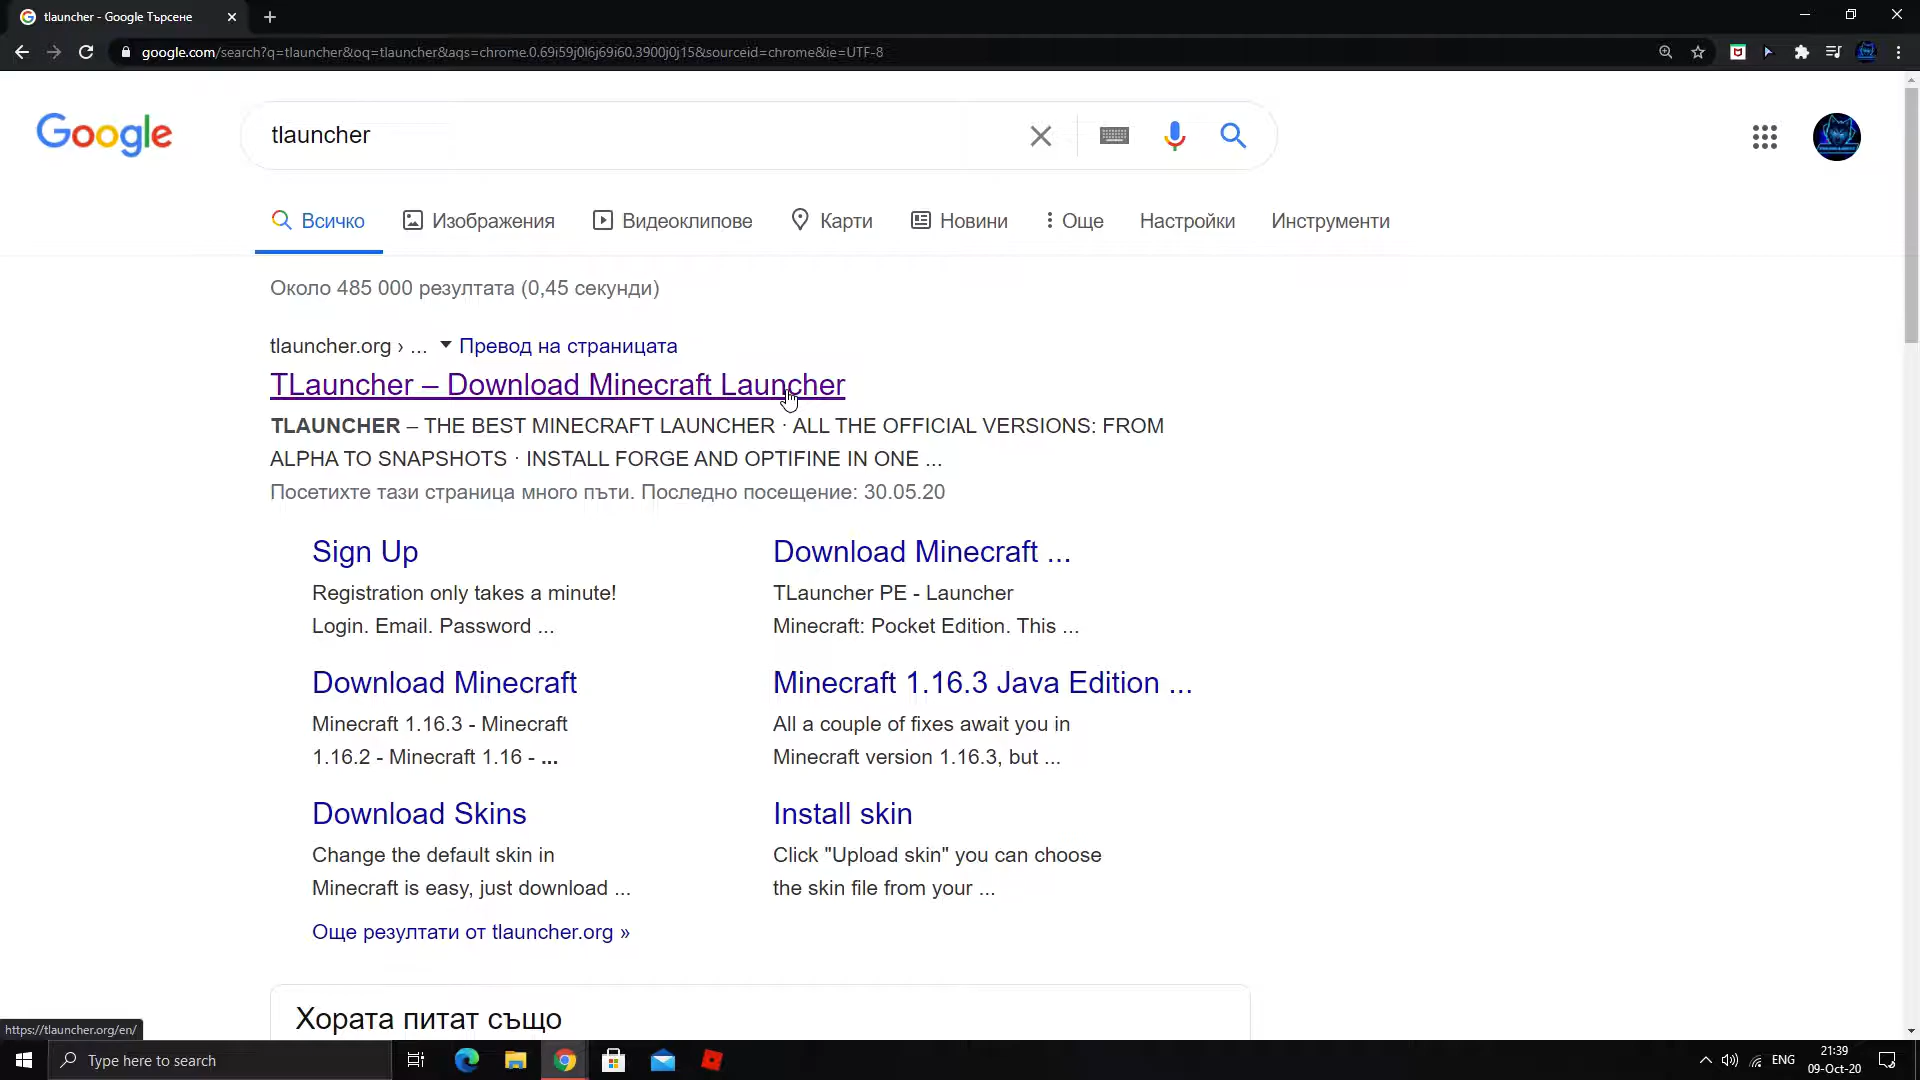 tlauncher - Google Търсене
google.com/search?q=tlauncher&oq=tlauncher&aqs=chrome.0.69i59j0l6j69i60.3900j0j15&sourceid=chrome&ie=UTF-8
Google
tlauncher
Всичко
Изображения
Видеоклипове
Карти
Новини
Още
Настройки
Инструменти
Около 485 000 резултата (0,45 секунди)
tlauncher.org › ... Превод на страницата
TLauncher – Download Minecraft Launcher
TLAUNCHER – THE BEST MINECRAFT LAUNCHER · ALL THE OFFICIAL VERSIONS: FROM
ALPHA TO SNAPSHOTS · INSTALL FORGE AND OPTIFINE IN ONE ...
Посетихте тази страница много пъти. Последно посещение: 30.05.20
Sign Up
Registration only takes a minute!
Login. Email. Password ...
Download Minecraft ...
TLauncher PE - Launcher
Minecraft: Pocket Edition. This ...
Download Minecraft
Minecraft 1.16.3 - Minecraft
1.16.2 - Minecraft 1.16 - ...
Minecraft 1.16.3 Java Edition ...
All a couple of fixes await you in
Minecraft version 1.16.3, but ...
Download Skins
Change the default skin in
Minecraft is easy, just download ...
Install skin
Click "Upload skin" you can choose
the skin file from your ...
Още резултати от tlauncher.org »
Хората питат също
https://tlauncher.org/en/
Type here to search
ENG
21:39
09-Oct-20